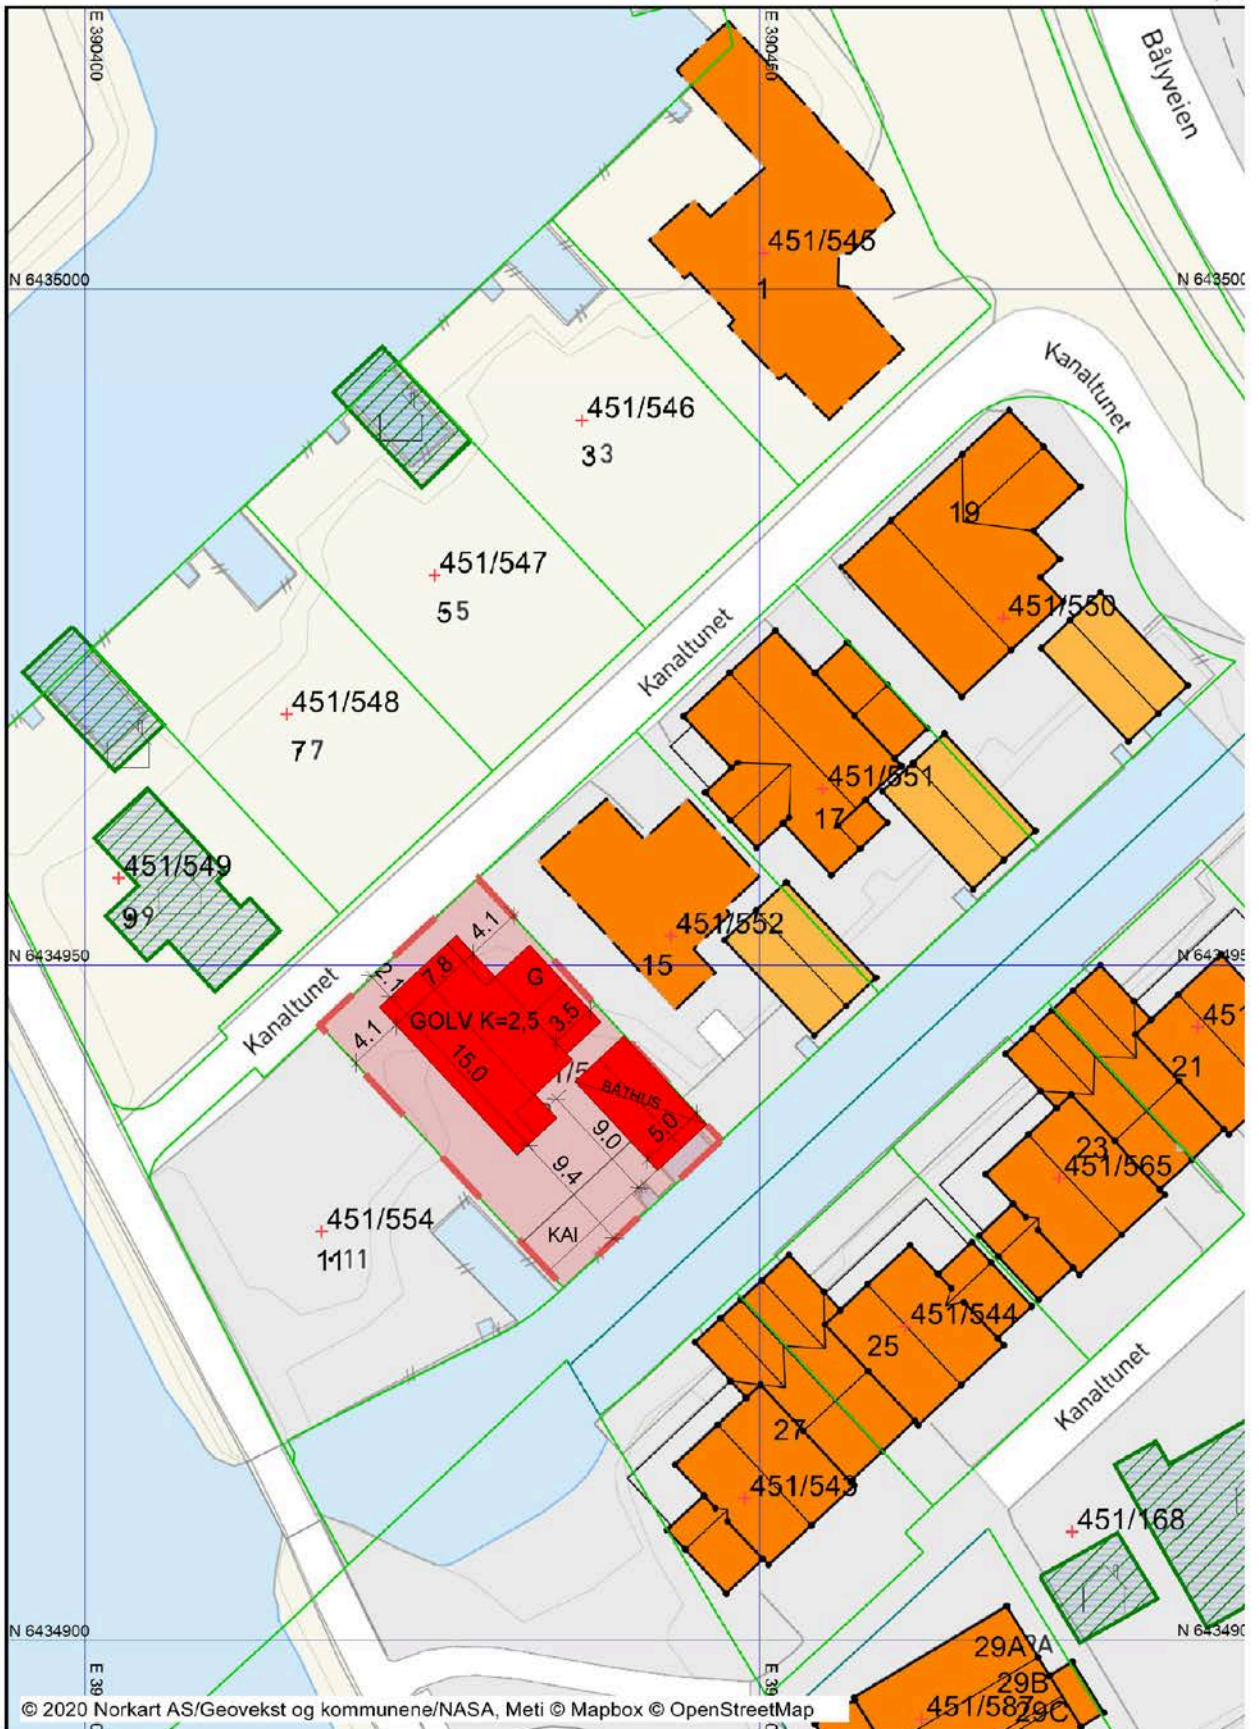 E 390400
E 390450
Bålyveien
451/545
1
N 6435000
N 643500
Kanaltunet
451/546
33
19
451/547
55
451/550
Kanaltunet
451/548
77
451/551
17
451/549
99
451/552
15
4.1
2.1
7.8
G
N 6434950
N 643495
Kanaltunet
GOLV K=2,5
3.5
4.1
15.0
1/5
BÅTHUS
5.0
9.0
9.4
KAI
451
21
23
451/565
451/554
1111
451/544
25
Kanaltunet
27
451/543
451/168
N 6434900
N 643490
29A
29B
29C
451/587
© 2020 Norkart AS/Geovekst og kommunene/NASA, Meti © Mapbox © OpenStreetMap